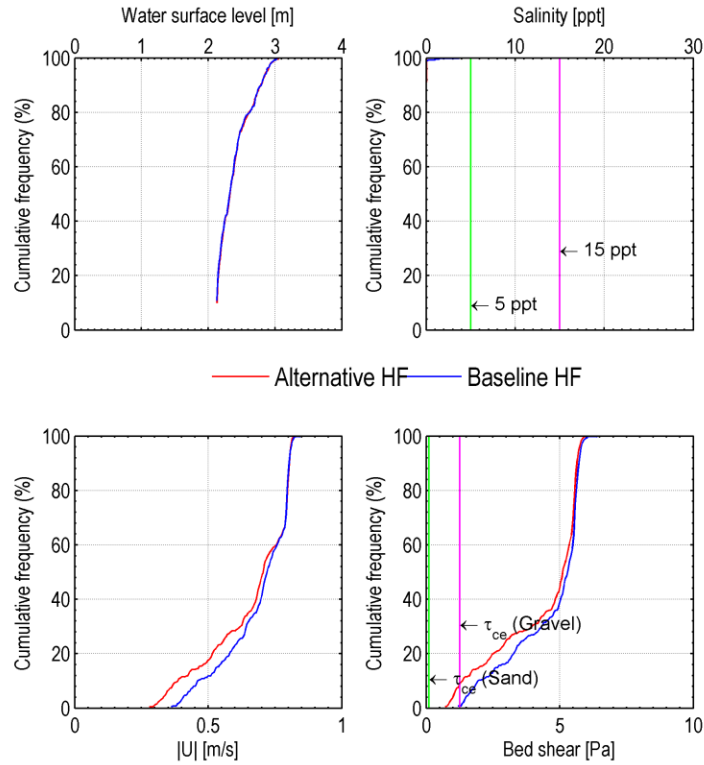 Water surface level [m]
0 1 2 3 4
Cumulative frequency (%)
100
80
60
40
20
0
Salinity [ppt]
0 10 20 30
Cumulative frequency (%)
100
80
60
40
20
0
← 15 ppt
← 5 ppt
Alternative HF
Baseline HF
Cumulative frequency (%)
100
80
60
40
20
0
0 0.5 1
|U| [m/s]
Cumulative frequency (%)
100
80
60
40
20
0
← τce (Gravel)
← τce (Sand)
0 5 10
Bed shear [Pa]